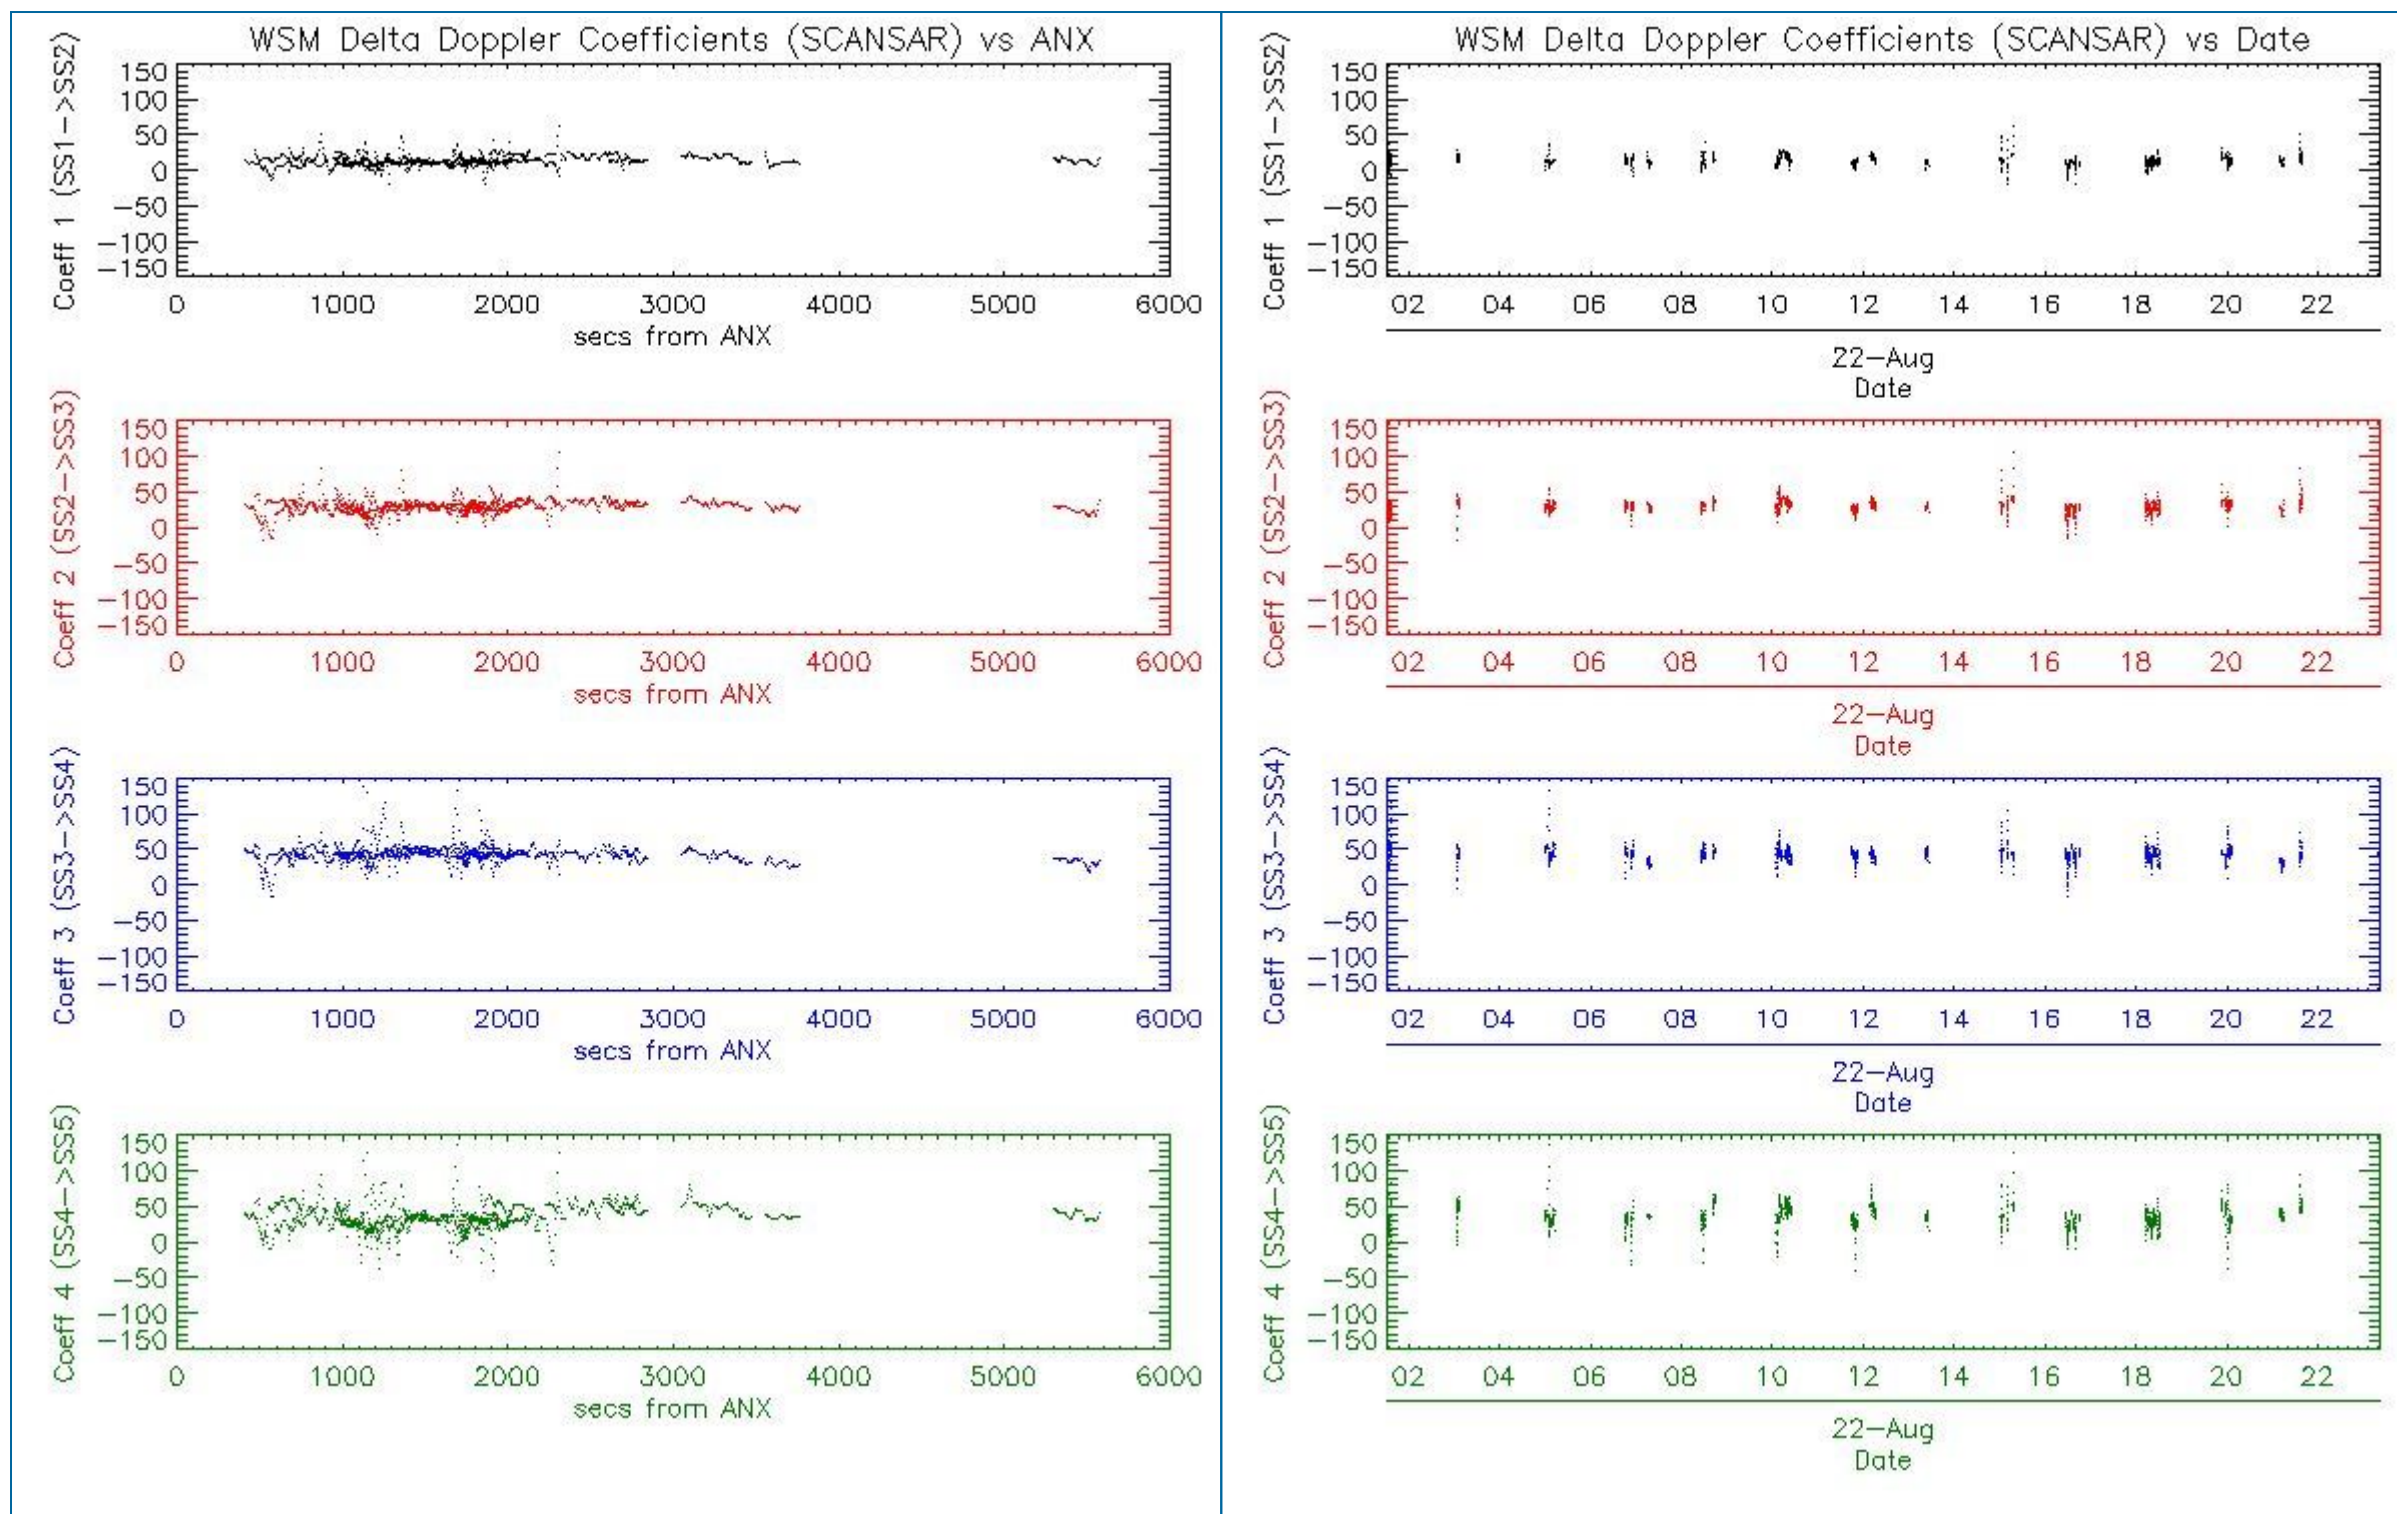 WSM Delta Doppler Coefficients (SCANSAR) vs ANX
Coeff 1 (SS1->SS2)
150
100
50
0
-50
-100
-150
0 1000 2000 3000 4000 5000 6000
secs from ANX
Coeff 2 (SS2->SS3)
150
100
50
0
-50
-100
-150
0 1000 2000 3000 4000 5000 6000
secs from ANX
Coeff 3 (SS3->SS4)
150
100
50
0
-50
-100
-150
0 1000 2000 3000 4000 5000 6000
secs from ANX
Coeff 4 (SS4->SS5)
150
100
50
0
-50
-100
-150
0 1000 2000 3000 4000 5000 6000
secs from ANX
WSM Delta Doppler Coefficients (SCANSAR) vs Date
Coeff 1 (SS1->SS2)
150
100
50
0
-50
-100
-150
02 04 06 08 10 12 14 16 18 20 22
22-Aug
Date
Coeff 2 (SS2->SS3)
150
100
50
0
-50
-100
-150
02 04 06 08 10 12 14 16 18 20 22
22-Aug
Date
Coeff 3 (SS3->SS4)
150
100
50
0
-50
-100
-150
02 04 06 08 10 12 14 16 18 20 22
22-Aug
Date
Coeff 4 (SS4->SS5)
150
100
50
0
-50
-100
-150
02 04 06 08 10 12 14 16 18 20 22
22-Aug
Date